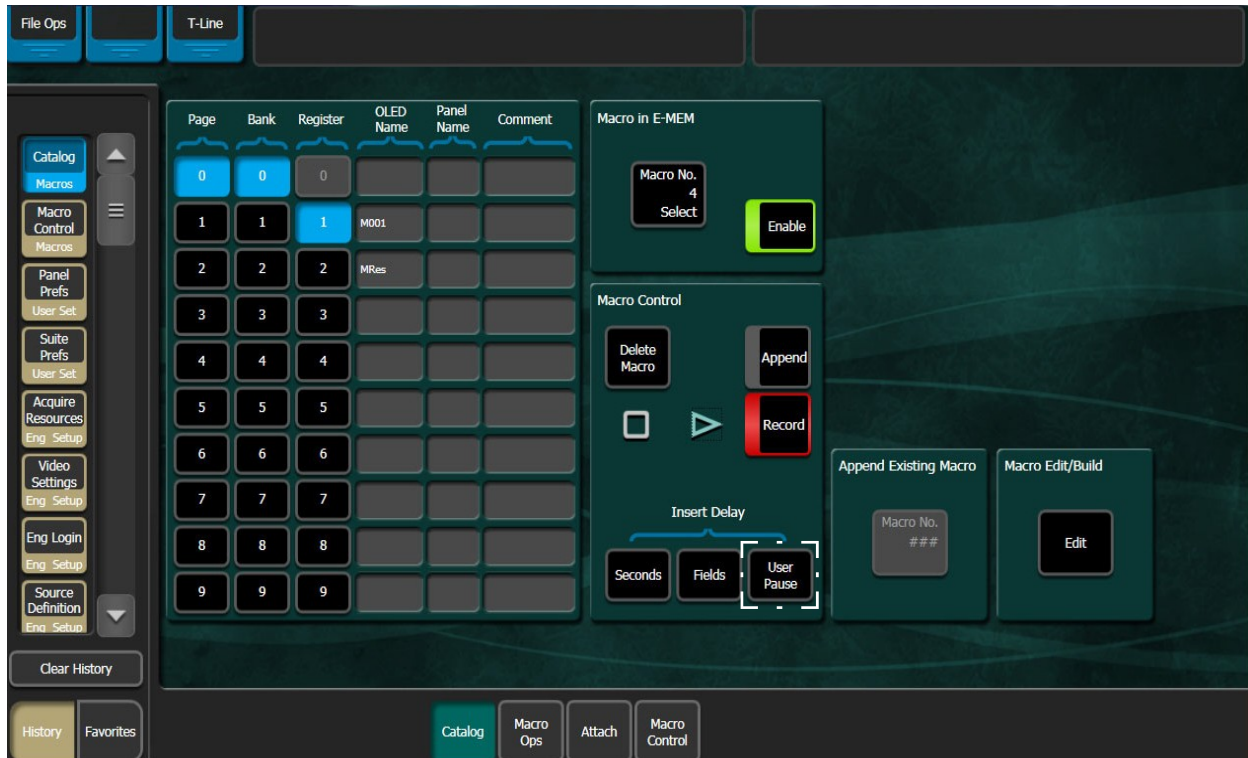 File Ops
T-Line
Catalog
Macros
Macro
Control
Macros
Panel
Prefs
User Set
Suite
Prefs
User Set
Acquire
Resources
Eng Setup
Video
Settings
Eng Setup
Eng Login
Eng Setup
Source
Definition
Eng Setup
Clear History
History
Favorites
Page Bank Register OLED Name Panel Name Comment
0 0 0
1 1 1 M001
2 2 2 MRes
3 3 3
4 4 4
5 5 5
6 6 6
7 7 7
8 8 8
9 9 9
Macro in E-MEM
Macro No.
4
Select
Enable
Macro Control
Delete
Macro
Append
Record
Insert Delay
Seconds
Fields
User
Pause
Append Existing Macro
Macro No.
###
Macro Edit/Build
Edit
Catalog
Macro
Ops
Attach
Macro
Control